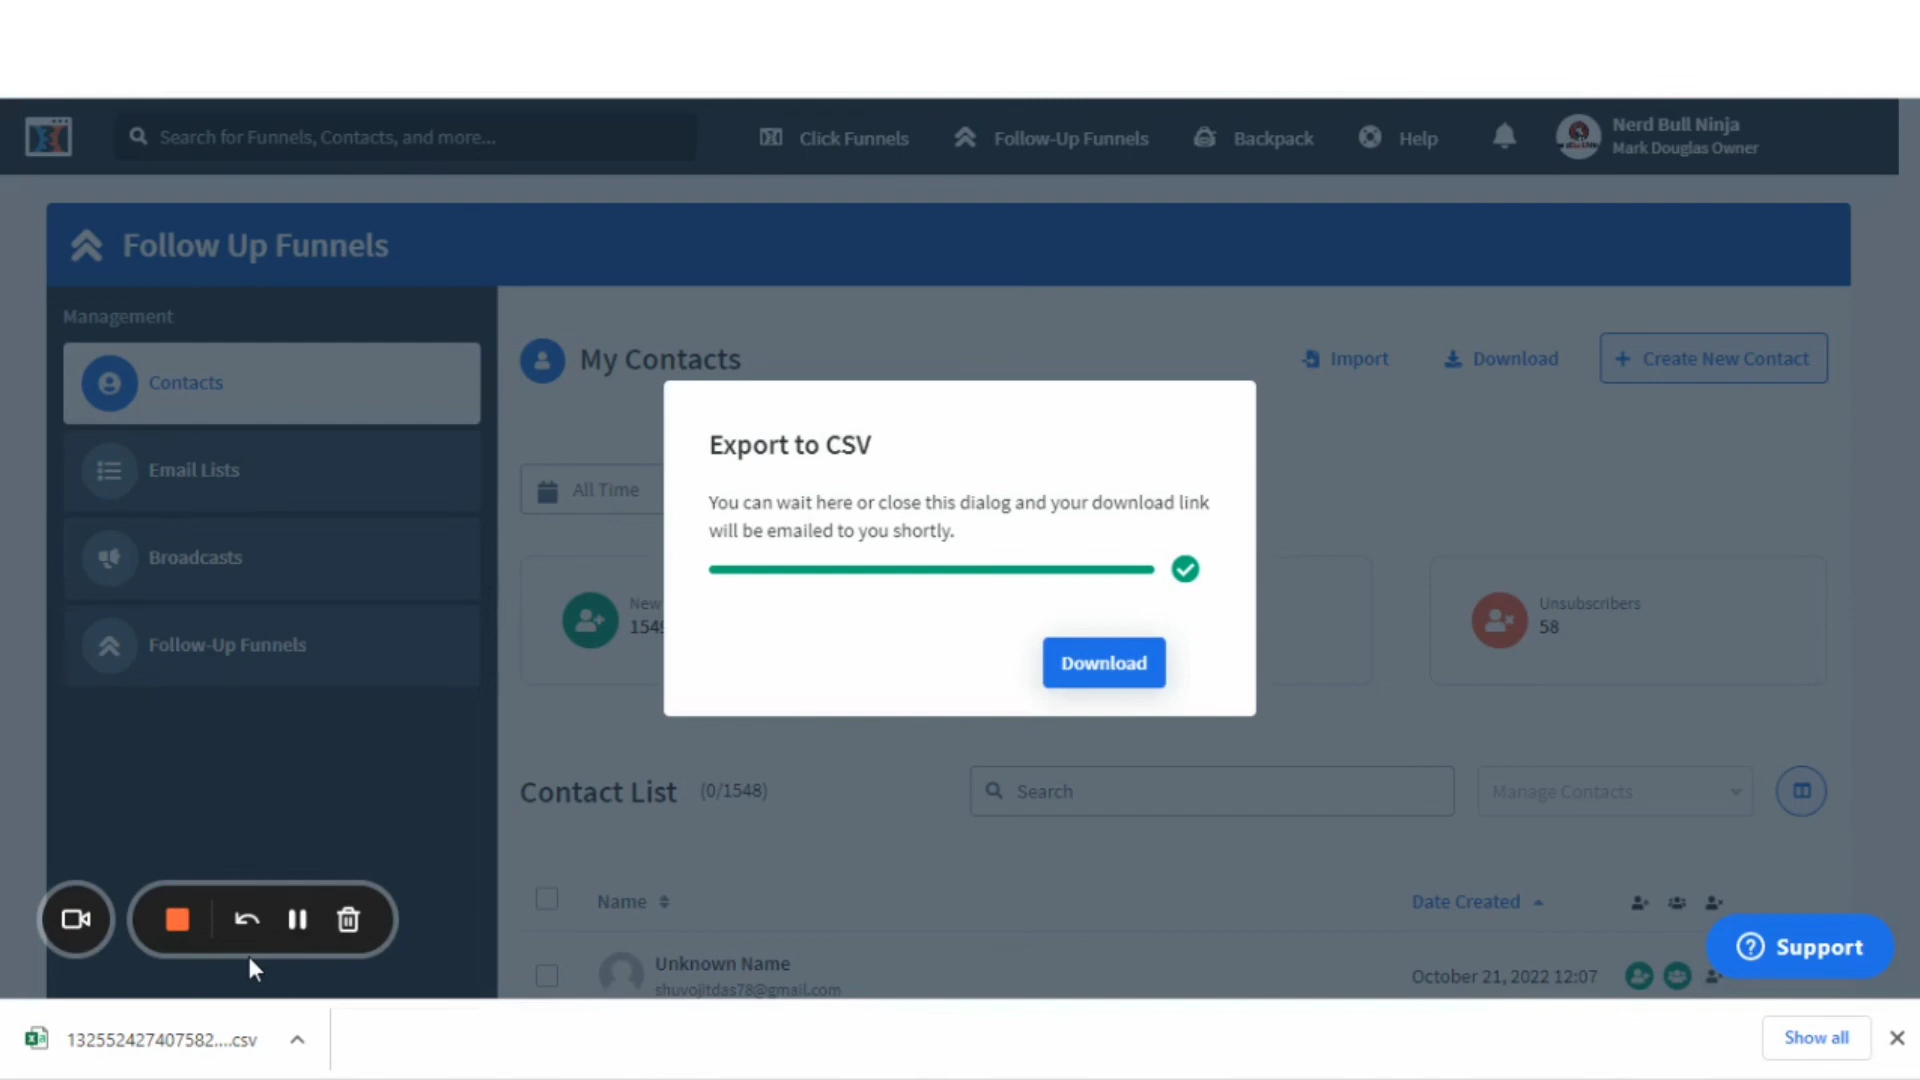 Search for Funnels, Contacts, and more...
Click Funnels
Follow-Up Funnels
Backpack
Help
Nerd Bull Ninja
Mark Douglas Owner
Follow Up Funnels
Management
Contacts
Email Lists
Broadcasts
Follow-Up Funnels
My Contacts
Import
Download
+ Create New Contact
All Time
Export to CSV
You can wait here or close this dialog and your download link
will be emailed to you shortly.
Download
New
1549
Unsubscribers
58
Contact List (0/1548)
Search
Manage Contacts
Name
Date Created
Unknown Name
shuvojitdas78@gmail.com
October 21, 2022 12:07
Support
132552427407582....csv
Show all